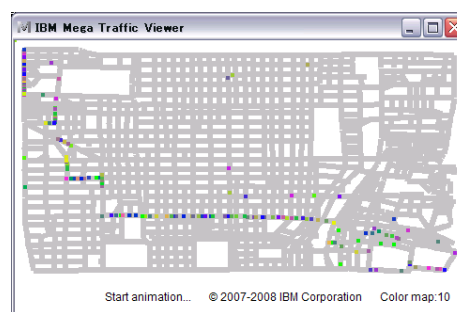 IBM Mega Traffic Viewer
Start animation... © 2007-2008 IBM Corporation Color map:10